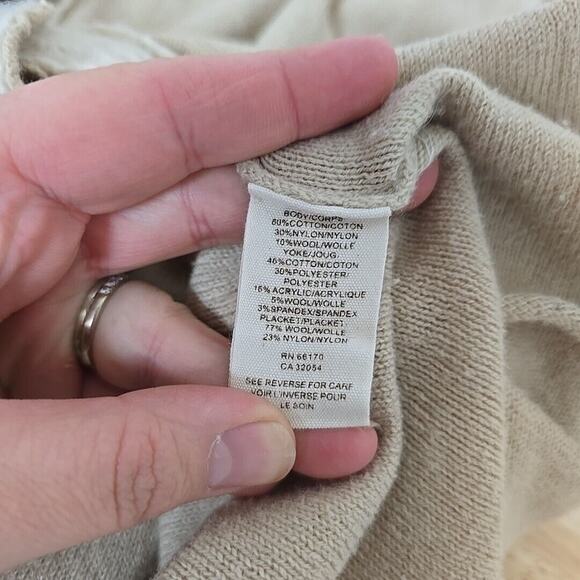 BODY/CORPS
60%COTTON/COTON
30%NYLON/NYLON
10%WOOL/WOLLE
YOKE/JOUG
46%COTTON/COTON
30%POLYESTER/
POLYESTER
16% ACRYLIC/ACRYLIQUE
5%WOOL/WOLLE
3%SPANDEX/SPANDEX
PLACKET/PLACKET
77% WOOL/WOLLE
23% NYLON/NYLON
RN 66170
CA 32054
SEE REVERSE FOR CARE
VOIR L'INVERSE POUR
LE SOIN